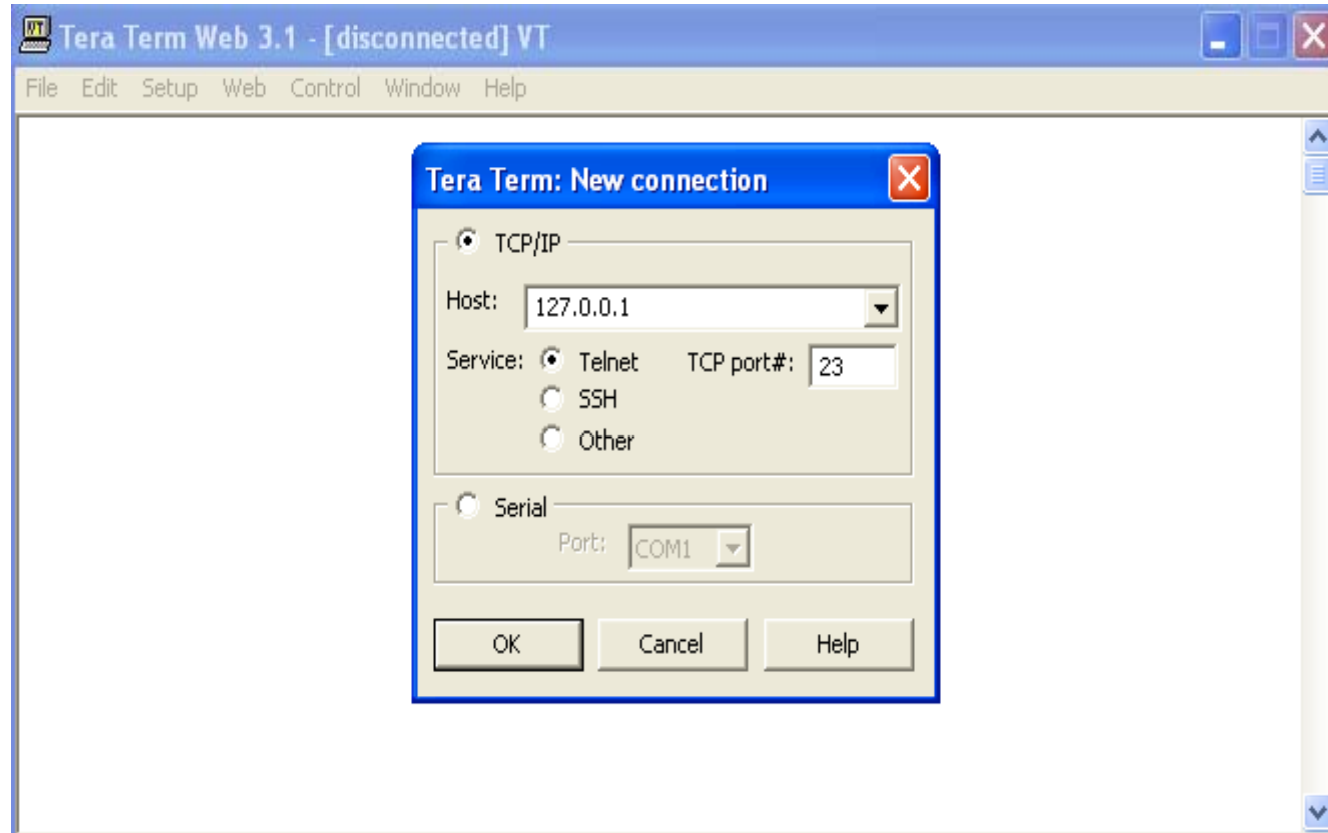 VT Tera Term Web 3.1 - [disconnected] VT
File Edit Setup Web Control Window Help
Tera Term: New connection
TCP/IP
Host: 127.0.0.1
Service: Telnet TCP port#: 23
SSH
Other
Serial
Port: COM1
OK Cancel Help